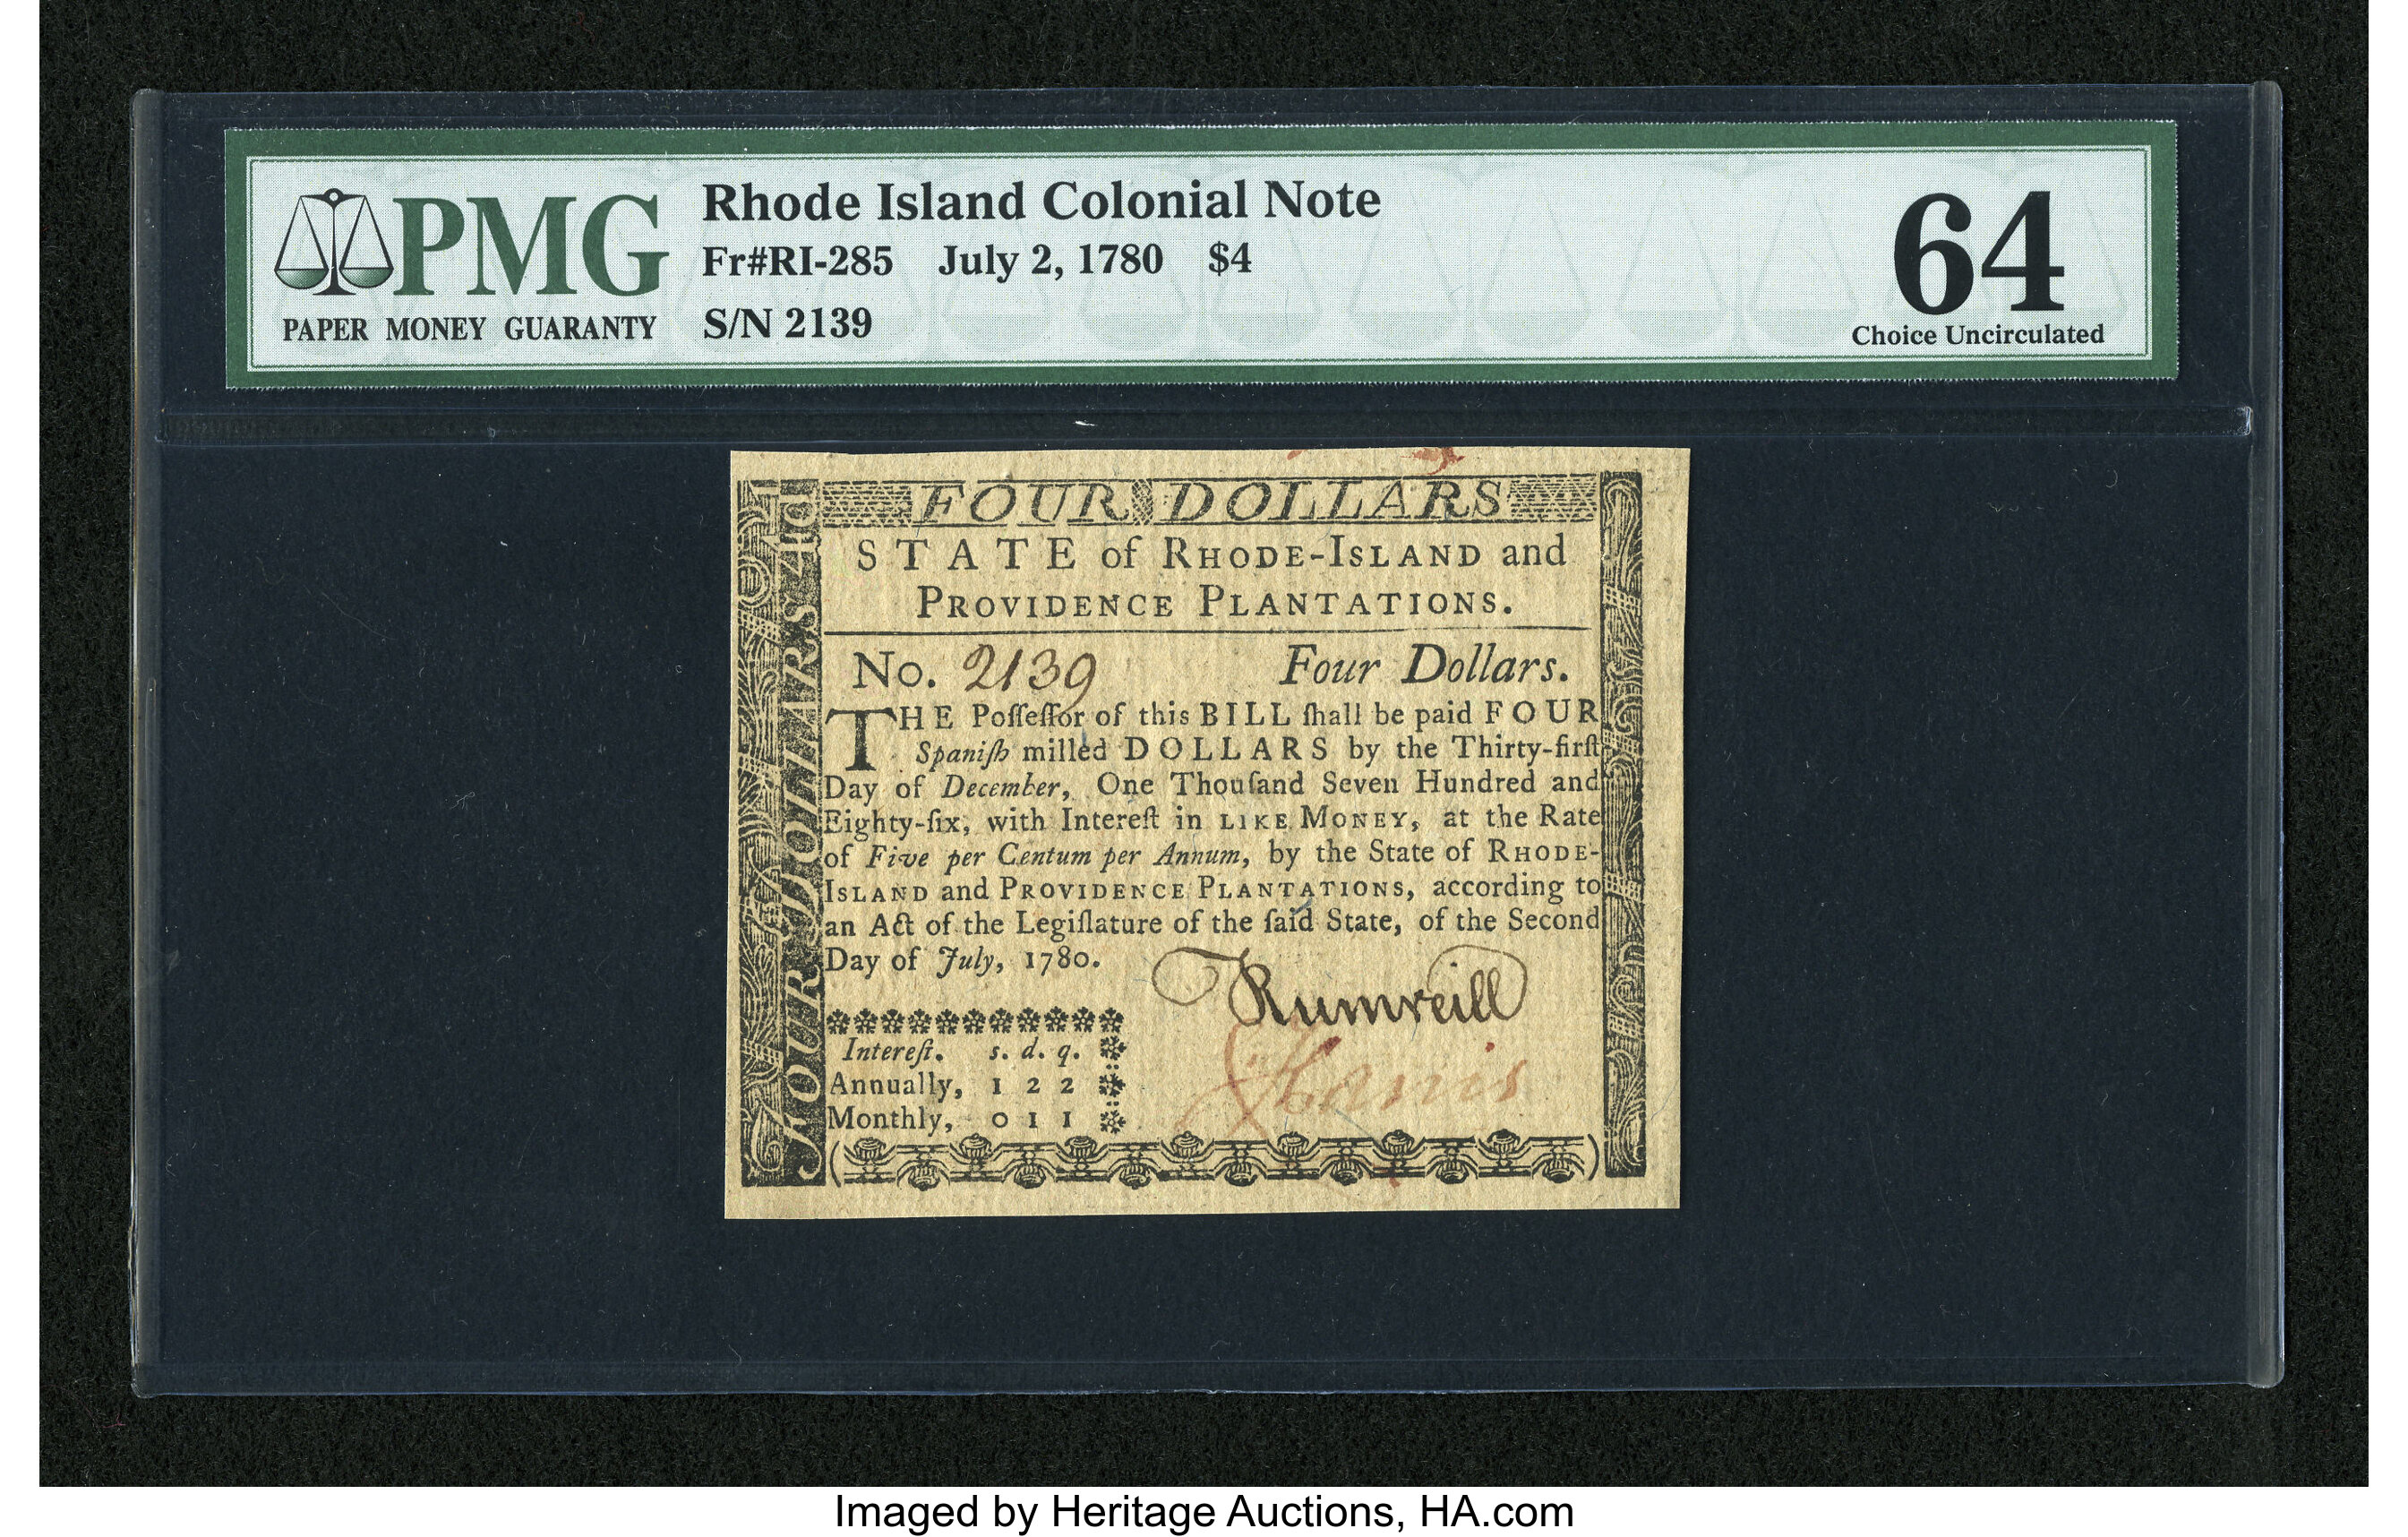 PMG
PAPER MONEY GUARANTY
Rhode Island Colonial Note
Fr#RI-285 July 2, 1780 $4
S/N 2139
64
Choice Uncirculated
FOUR DOLLARS
STATE of RHODE-ISLAND and
PROVIDENCE PLANTATIONS.
No. 2139 Four Dollars.
THE Poſſeſſor of this BILL ſhall be paid FOUR
Spaniſh milled DOLLARS by the Thirty-firſt
Day of December, One Thouſand Seven Hundred and
Eighty-ſix, with Intereſt in LIKE MONEY, at the Rate
of Five per Centum per Annum, by the State of RHODE-
ISLAND and PROVIDENCE PLANTATIONS, according to
an Act of the Legiſlature of the ſaid State, of the Second
Day of July, 1780.
Rumreill
Harris
Intereſt. s. d. q.
Annually, 1 2 2
Monthly, 0 1 1
FOUR DOLLARS
Imaged by Heritage Auctions, HA.com